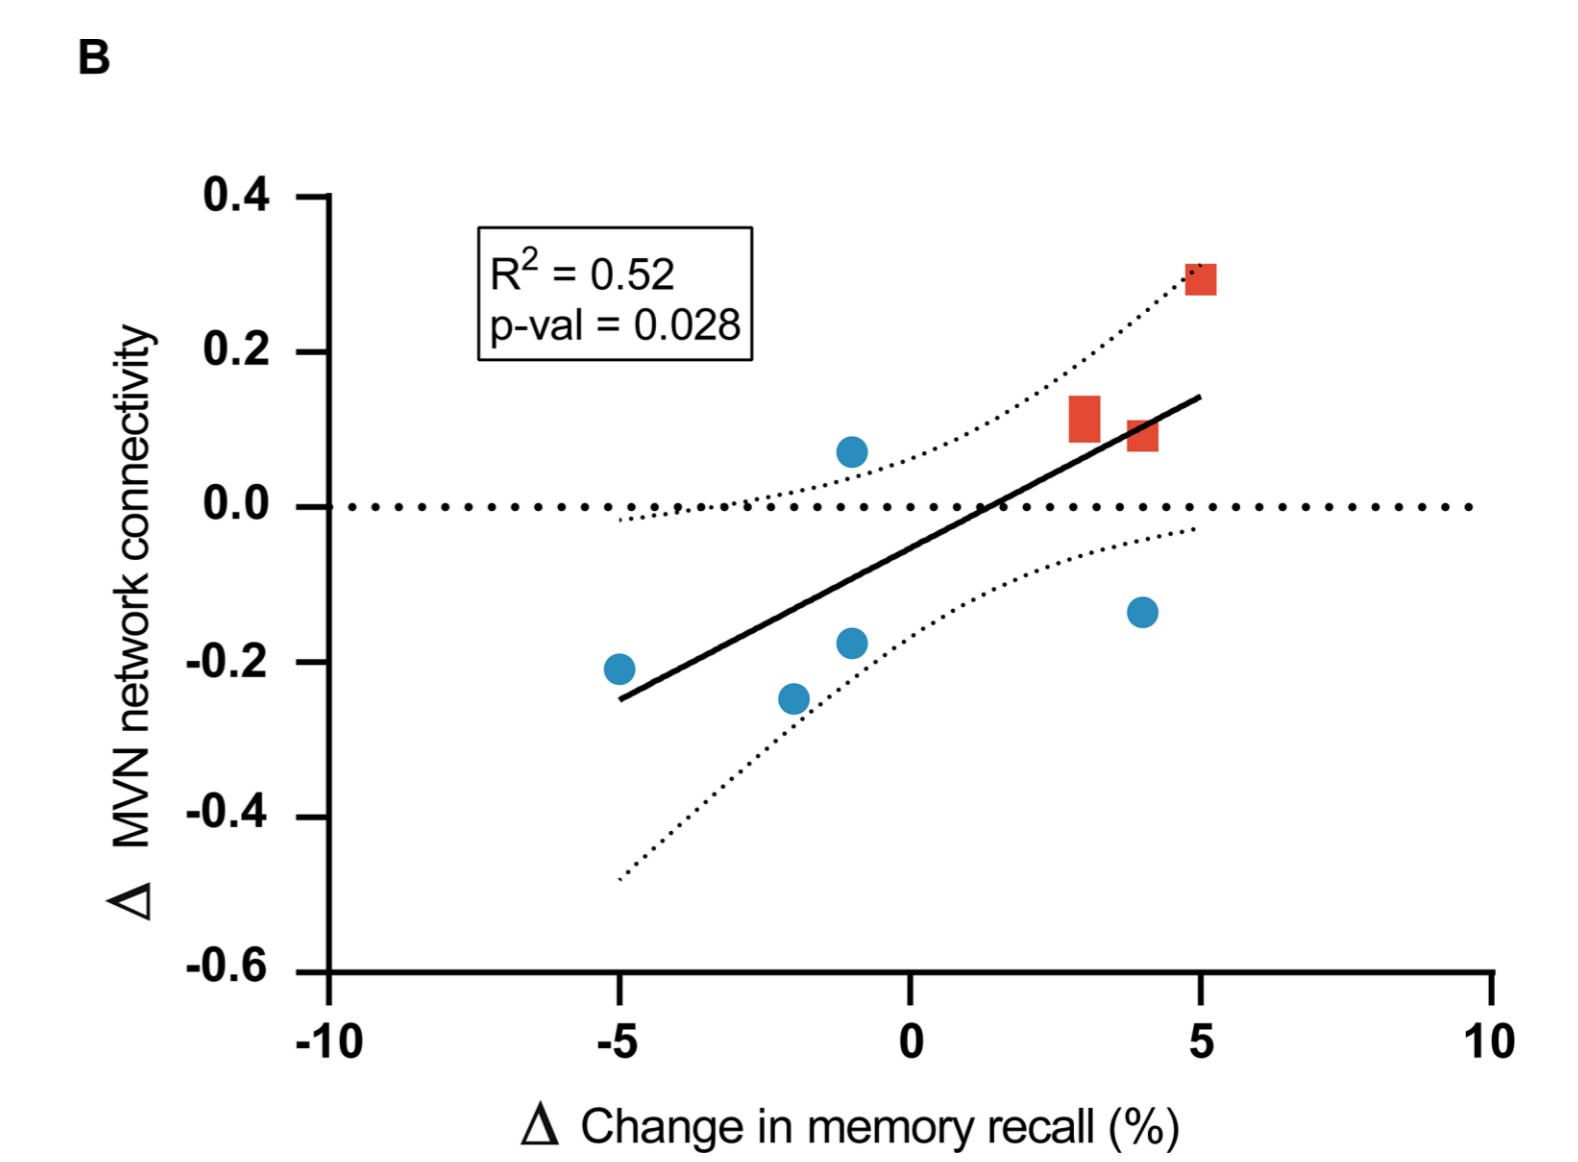 B
0.4
R² = 0.52
p-val = 0.028
0.2
0.0
-0.2
-0.4
-0.6
Δ MVN network connectivity
-10 -5 0 5 10
Δ Change in memory recall (%)